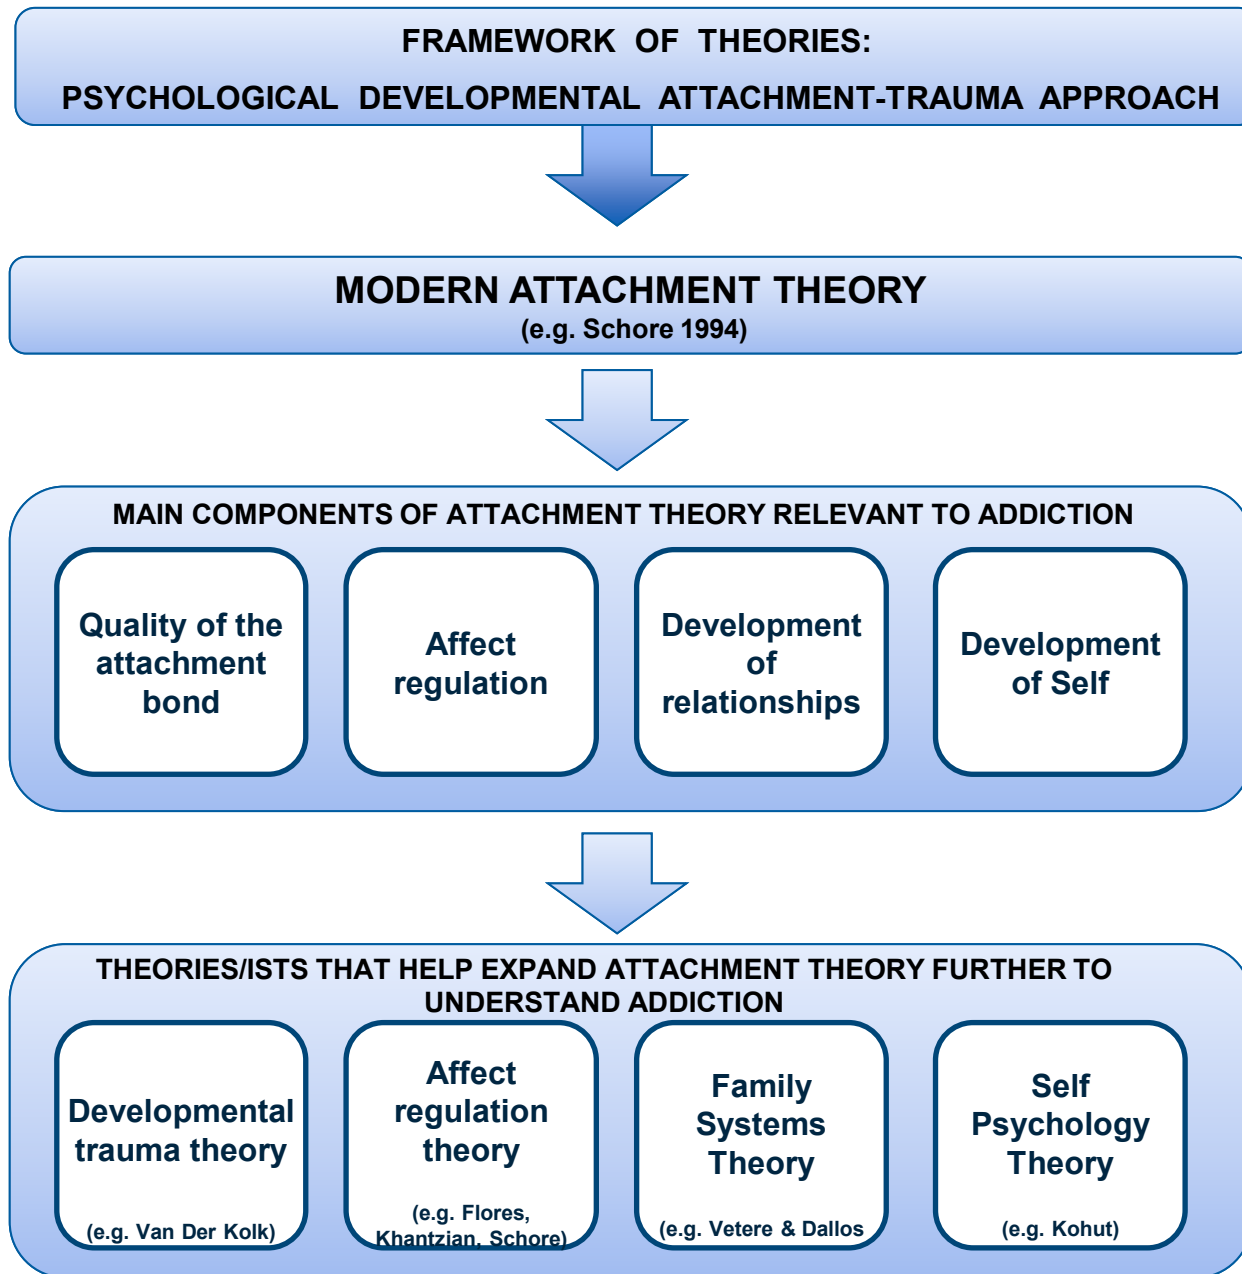 FRAMEWORK OF THEORIES:
PSYCHOLOGICAL DEVELOPMENTAL ATTACHMENT-TRAUMA APPROACH
MODERN ATTACHMENT THEORY
(e.g. Schore 1994)
MAIN COMPONENTS OF ATTACHMENT THEORY RELEVANT TO ADDICTION
Quality of the
attachment
bond
Affect
regulation
Development
of
relationships
Development
of Self
THEORIES/ISTS THAT HELP EXPAND ATTACHMENT THEORY FURTHER TO
UNDERSTAND ADDICTION
Developmental
trauma theory
(e.g. Van Der Kolk)
Affect
regulation
theory
(e.g. Flores,
Khantzian, Schore)
Family
Systems
Theory
(e.g. Vetere & Dallos
Self
Psychology
Theory
(e.g. Kohut)